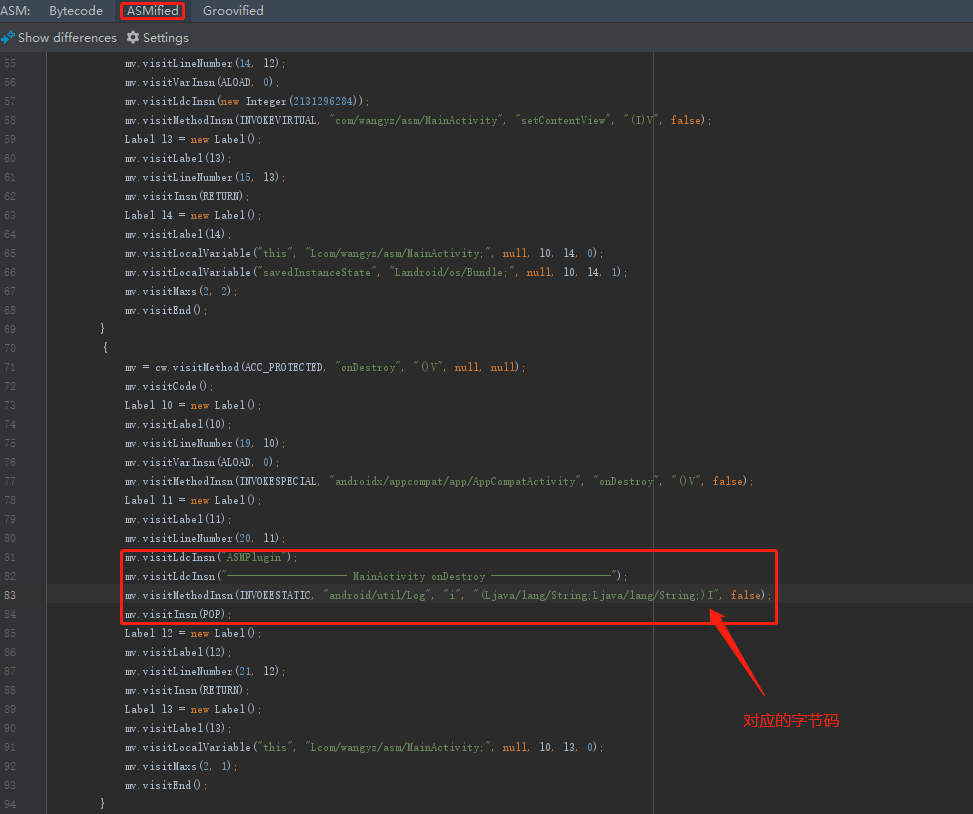 ASM: Bytecode ASMified Groovified
Show differences Settings
55 mv.visitLineNumber(14, l2);
56 mv.visitVarInsn(ALOAD, 0);
57 mv.visitLdcInsn(new Integer(2131296284));
58 mv.visitMethodInsn(INVOKEVIRTUAL, "com/wangyz/asm/MainActivity", "setContentView", "(I)V", false);
59 Label l3 = new Label();
60 mv.visitLabel(l3);
61 mv.visitLineNumber(15, l3);
62 mv.visitInsn(RETURN);
63 Label l4 = new Label();
64 mv.visitLabel(l4);
65 mv.visitLocalVariable("this", "Lcom/wangyz/asm/MainActivity;", null, l0, l4, 0);
66 mv.visitLocalVariable("savedInstanceState", "Landroid/os/Bundle;", null, l0, l4, 1);
67 mv.visitMaxs(2, 2);
68 mv.visitEnd();
69 }
70 {
71 mv = cw.visitMethod(ACC_PROTECTED, "onDestroy", "()V", null, null);
72 mv.visitCode();
73 Label l0 = new Label();
74 mv.visitLabel(l0);
75 mv.visitLineNumber(19, l0);
76 mv.visitVarInsn(ALOAD, 0);
77 mv.visitMethodInsn(INVOKESPECIAL, "androidx/appcompat/app/AppCompatActivity", "onDestroy", "()V", false);
78 Label l1 = new Label();
79 mv.visitLabel(l1);
80 mv.visitLineNumber(20, l1);
81 mv.visitLdcInsn("ASMPlugin");
82 mv.visitLdcInsn("-------------------- MainActivity onDestroy --------------------");
83 mv.visitMethodInsn(INVOKESTATIC, "android/util/Log", "i", "(Ljava/lang/String;Ljava/lang/String;)I", false);
84 mv.visitInsn(POP);
85 Label l2 = new Label();
86 mv.visitLabel(l2);
87 mv.visitLineNumber(21, l2);
88 mv.visitInsn(RETURN);
89 Label l3 = new Label();
对应的字节码
90 mv.visitLabel(l3);
91 mv.visitLocalVariable("this", "Lcom/wangyz/asm/MainActivity;", null, l0, l3, 0);
92 mv.visitMaxs(2, 1);
93 mv.visitEnd();
94 }